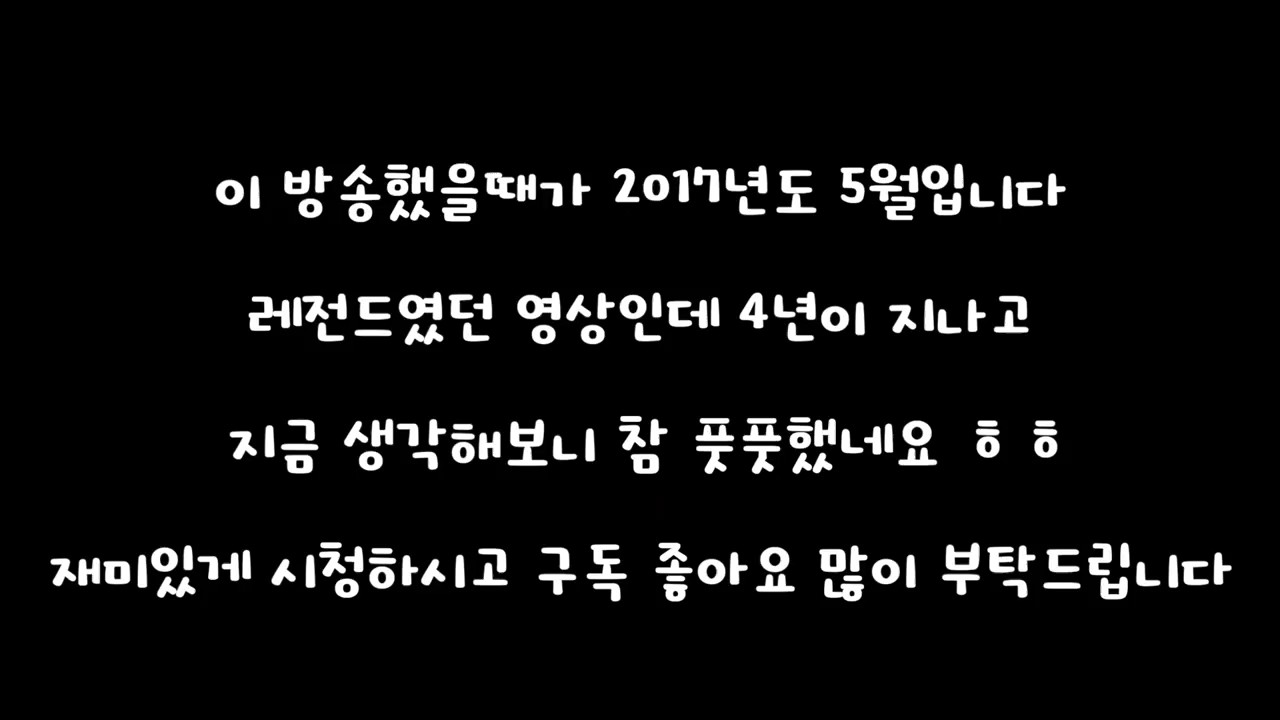 이 방송했을때가 2017년도 5월입니다
레전드였던 영상인데 4년이 지나고
지금 생각해보니 참 풋풋했네요 ㅎㅎ
재미있게 시청하시고 구독 좋아요 많이 부탁드립니다